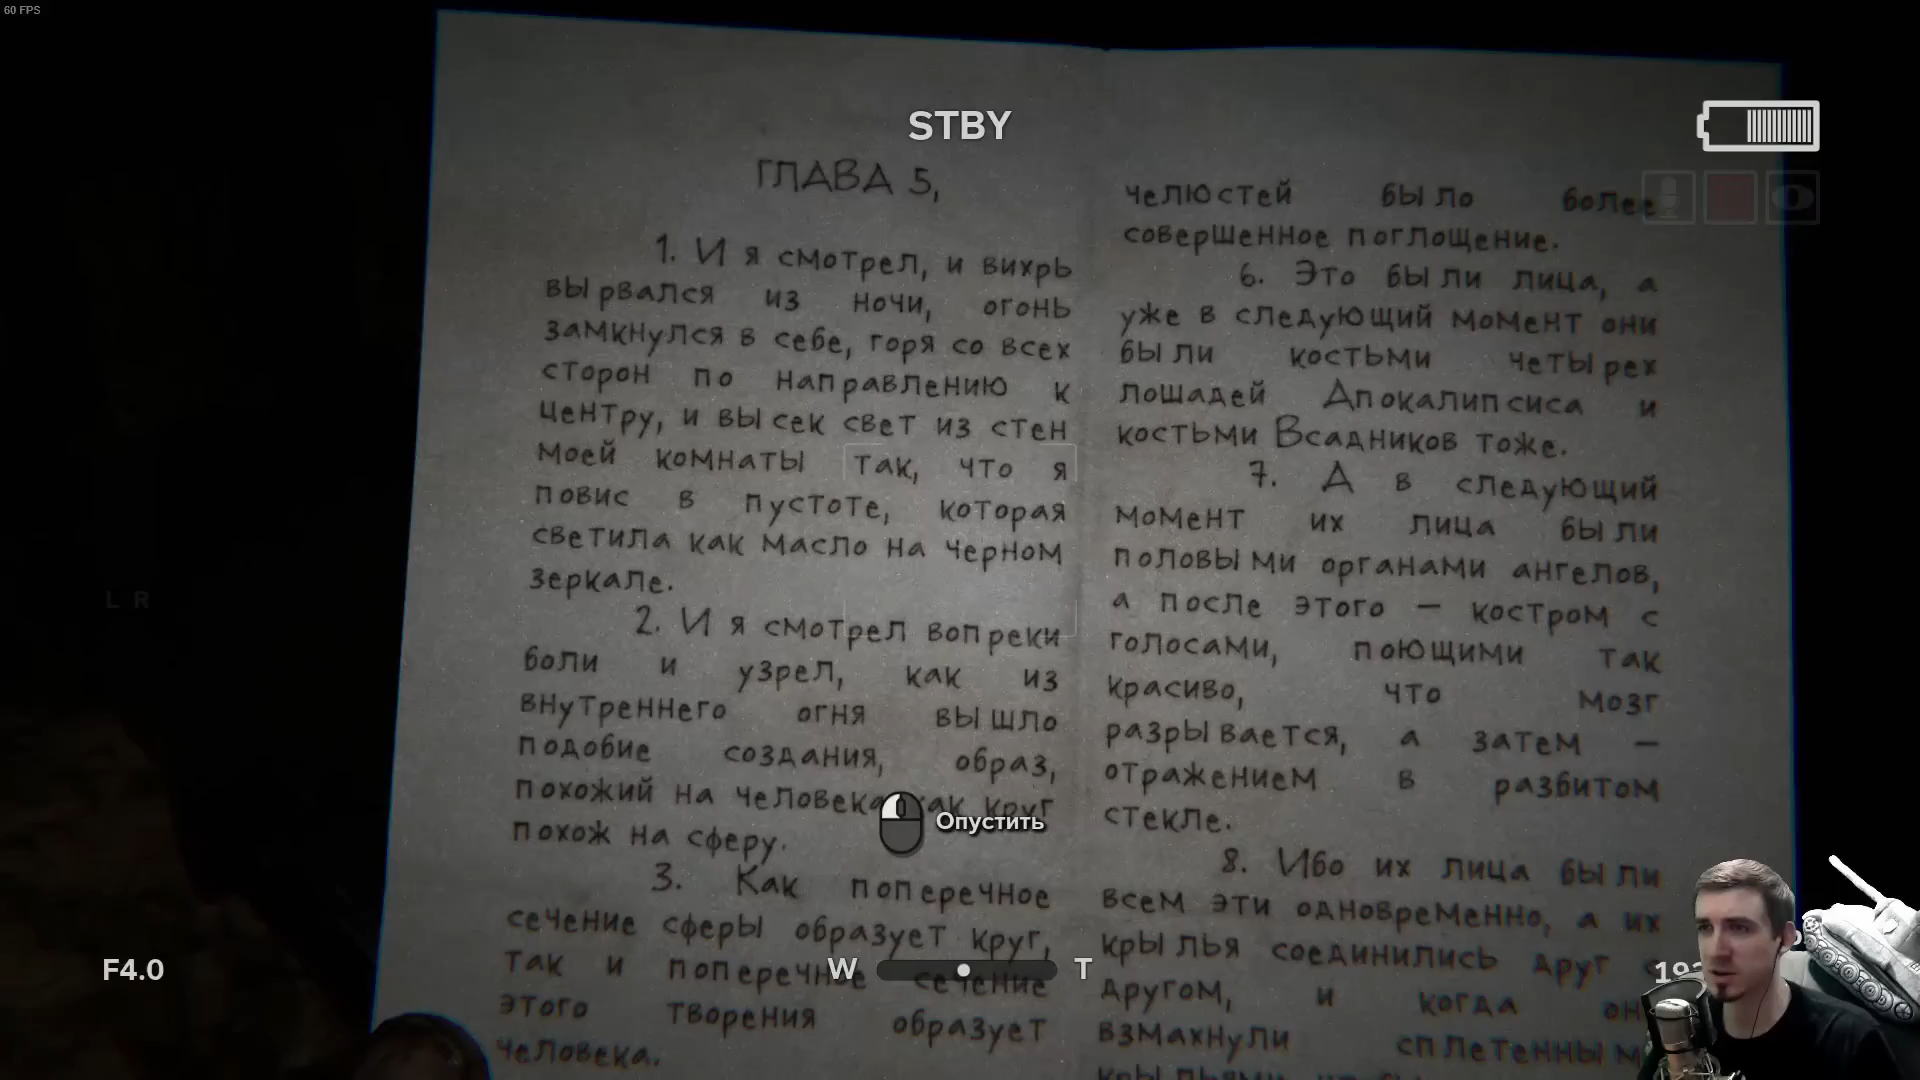 60 FPS
STBY
ГЛАВА 5,
1. И я смотрел, и вихрь
вырвался из ночи, огонь
замкнулся в себе, горя со всех
сторон по направлению к
центру, и высек свет из стен
моей комнаты так, что я
повис в пустоте, которая
светила как масло на черном
зеркале.
2. И я смотрел вопреки
боли и узрел, как из
внутреннего огня вышло
подобие создания, образ,
похожий на человека как круг
похож на сферу.
3. Как поперечное
сечение сферы образует круг,
так и поперечное сечение
этого творения образует
человека.
челюстей было более
совершенное поглощение.
6. Это были лица, а
уже в следующий момент они
были костьми четырех
лошадей Апокалипсиса и
костьми Всадников тоже.
7. А в следующий
момент их лица были
половыми органами ангелов,
а после этого — костром с
голосами, поющими так
красиво, что мозг
разрывается, а затем —
отражением в разбитом
стекле.
8. Ибо их лица были
всем эти одновременно, а их
крылья соединились друг с
другом, и когда
взмахнули
L R
Опустить
F4.0
W T